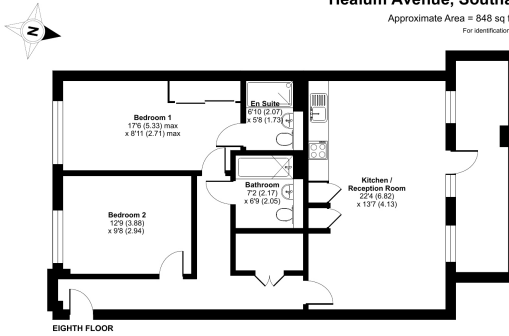 Healum Avenue, Southa
Approximate Area = 848 sq f
For identification
N
Bedroom 1
17'6 (5.33) max
x 8'11 (2.71) max
En Suite
6'10 (2.07)
x 5'8 (1.73)
Bathroom
7'2 (2.17)
x 6'9 (2.05)
Kitchen /
Reception Room
22'4 (6.82)
x 13'7 (4.13)
Bedroom 2
12'9 (3.88)
x 9'8 (2.94)
EIGHTH FLOOR